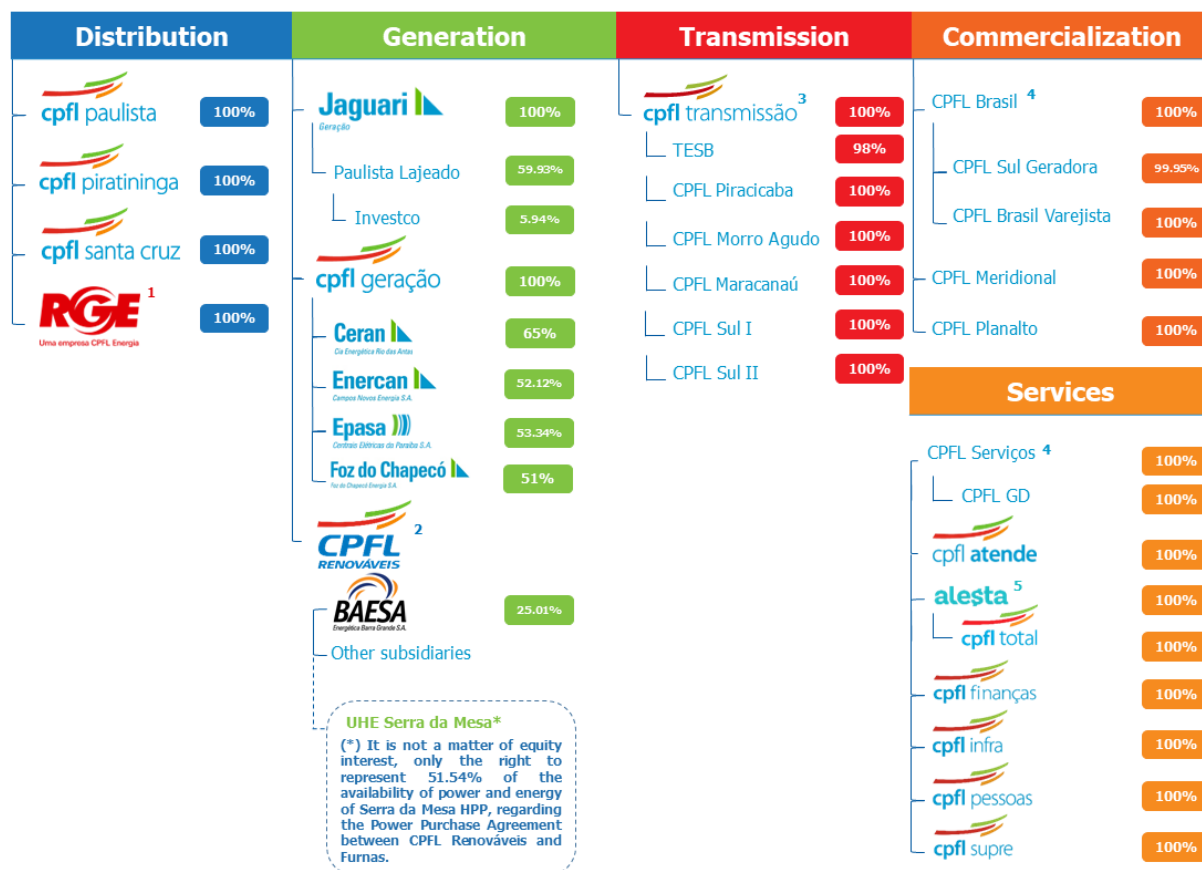 Distribution
cpfl paulista
100%
cpfl piratininga
100%
cpfl santa cruz
100%
RGE 1
Uma empresa CPFL Energia
100%
Generation
Jaguari
Geração
100%
Paulista Lajeado
59.93%
Investco
5.94%
cpfl geração
100%
Ceran
Cia Energética Rio das Antas
65%
Enercan
Campos Novos Energia S.A.
52.12%
Epasa
Centrais Elétricas da Paraíba S.A.
53.34%
Foz do Chapecó
Foz do Chapecó Energia S.A.
51%
CPFL 2
RENOVÁVEIS
BAESA
Energética Barra Grande S.A.
25.01%
Other subsidiaries
UHE Serra da Mesa*
(*) It is not a matter of equity
interest, only the right to
represent 51.54% of the
availability of power and energy
of Serra da Mesa HPP, regarding
the Power Purchase Agreement
between CPFL Renováveis and
Furnas.
Transmission
cpfl transmissão 3
100%
TESB
98%
CPFL Piracicaba
100%
CPFL Morro Agudo
100%
CPFL Maracanaú
100%
CPFL Sul I
100%
CPFL Sul II
100%
Commercialization
CPFL Brasil 4
100%
CPFL Sul Geradora
99.95%
CPFL Brasil Varejista
100%
CPFL Meridional
100%
CPFL Planalto
100%
Services
CPFL Serviços 4
100%
CPFL GD
100%
cpfl atende
100%
alesta 5
100%
cpfl total
100%
cpfl finanças
100%
cpfl infra
100%
cpfl pessoas
100%
cpfl supre
100%